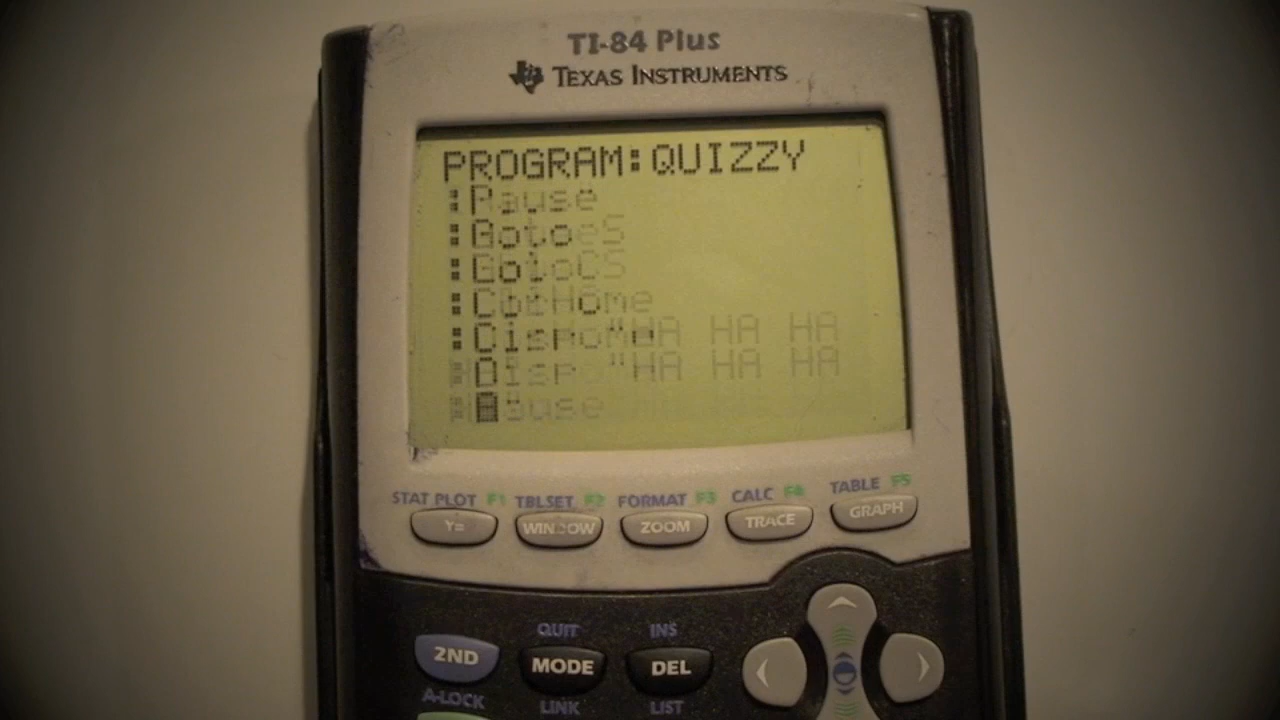 TI-84 Plus
TEXAS INSTRUMENTS
PROGRAM:QUIZZY
:Pause
:Goto
:Goto
:ClrHome
:Disp "HA HA HA
Disp "HA HA HA
Pause
STAT PLOT F1 TBLSET F2 FORMAT F3 CALC F4 TABLE F5
Y= WINDOW ZOOM TRACE GRAPH
QUIT INS
2ND MODE DEL
A-LOCK LINK LIST